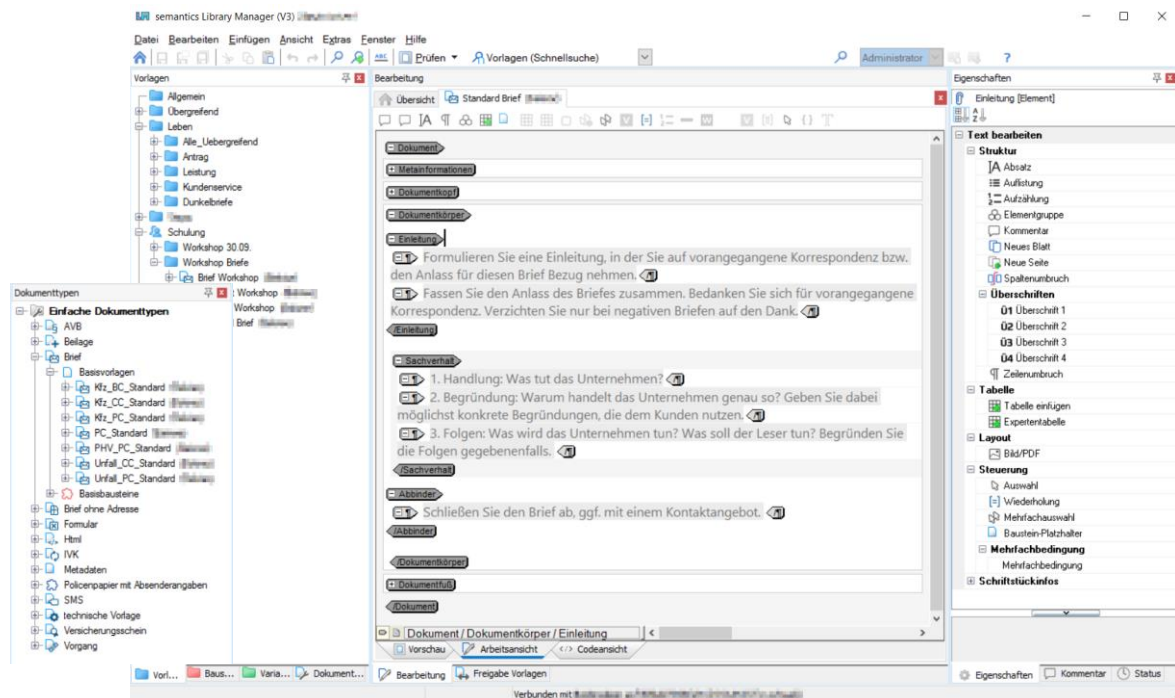 semantics Library Manager (V3)
Datei Bearbeiten Einfügen Ansicht Extras Fenster Hilfe
ABC Prüfen Vorlagen (Schnellsuche) Administrator ?
Vorlagen
Allgemein
Übergreifend
Leben
Alle_Uebergreifend
Antrag
Leistung
Kundenservice
Dunkelbriefe
Schulung
Workshop 30.09.
Workshop Briefe
Brief Workshop
Workshop
Workshop
Brief
Dokumenttypen
Einfache Dokumenttypen
AVB
Beilage
Brief
Basisvorlagen
Kfz_BC_Standard
Kfz_CC_Standard
Kfz_PC_Standard
PC_Standard
PHV_PC_Standard
Unfall_CC_Standard
Unfall_PC_Standard
Basisbausteine
Brief ohne Adresse
Formular
Html
IVK
Metadaten
Policenpapier mit Absenderangaben
SMS
technische Vorlage
Versicherungsschein
Vorgang
Vorl... Baus... Varia... Dokument...
Bearbeitung
Übersicht Standard Brief
Dokument
Metainformationen
Dokumentkopf
Dokumentkörper
Einleitung
Formulieren Sie eine Einleitung, in der Sie auf vorangegangene Korrespondenz bzw.
den Anlass für diesen Brief Bezug nehmen.
Fassen Sie den Anlass des Briefes zusammen. Bedanken Sie sich für vorangegangene
Korrespondenz. Verzichten Sie nur bei negativen Briefen auf den Dank.
/Einleitung
Sachverhalt
1. Handlung: Was tut das Unternehmen?
2. Begründung: Warum handelt das Unternehmen genau so? Geben Sie dabei
möglichst konkrete Begründungen, die dem Kunden nutzen.
3. Folgen: Was wird das Unternehmen tun? Was soll der Leser tun? Begründen Sie
die Folgen gegebenenfalls.
/Sachverhalt
Abbinder
Schließen Sie den Brief ab, ggf. mit einem Kontaktangebot.
/Abbinder
/Dokumentkörper
Dokumentfuß
/Dokument
Dokument / Dokumentkörper / Einleitung
Vorschau Arbeitsansicht Codeansicht
Bearbeitung Freigabe Vorlagen
Verbunden mit
Eigenschaften
Einleitung [Element]
Text bearbeiten
Struktur
Absatz
Auflistung
Aufzählung
Elementgruppe
Kommentar
Neues Blatt
Neue Seite
Spaltenumbruch
Überschriften
Ü1 Überschrift 1
Ü2 Überschrift 2
Ü3 Überschrift 3
Ü4 Überschrift 4
Zeilenumbruch
Tabelle
Tabelle einfügen
Expertentabelle
Layout
Bild/PDF
Steuerung
Auswahl
Wiederholung
Mehrfachauswahl
Baustein-Platzhalter
Mehrfachbedingung
Mehrfachbedingung
Schriftstückinfos
Eigenschaften Kommentar Status